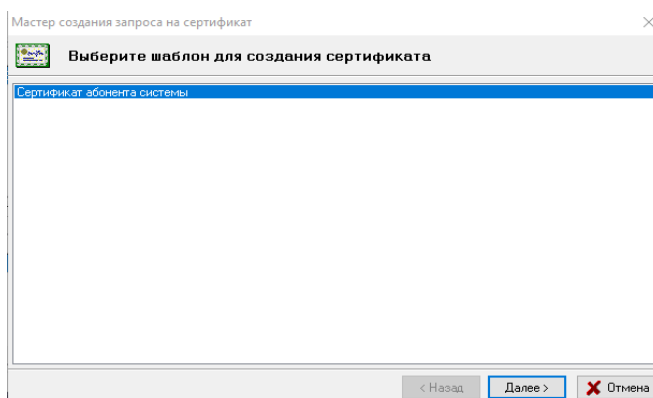 Мастер создания запроса на сертификат
Выберите шаблон для создания сертификата
Сертификат абонента системы
< Назад Далее > Отмена